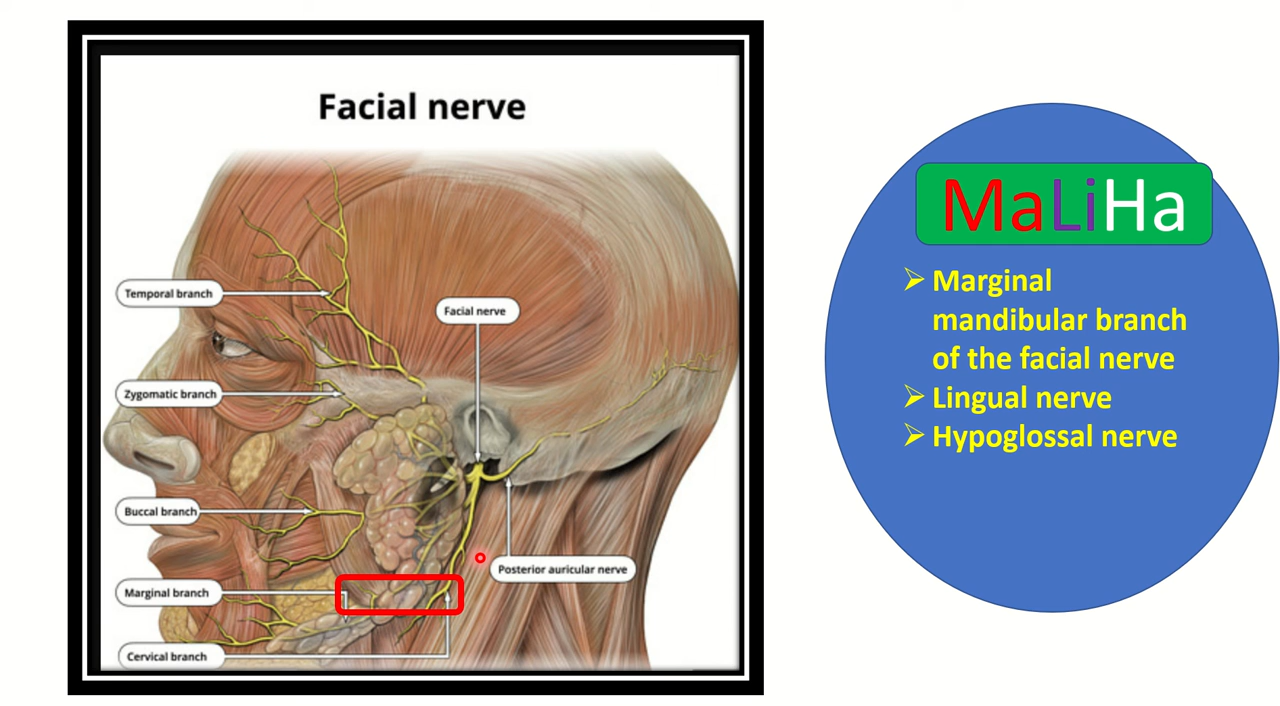 Facial nerve
Temporal branch
Facial nerve
Zygomatic branch
Buccal branch
Posterior auricular nerve
Marginal branch
Cervical branch
MaLiHa
Marginal
mandibular branch
of the facial nerve
Lingual nerve
Hypoglossal nerve